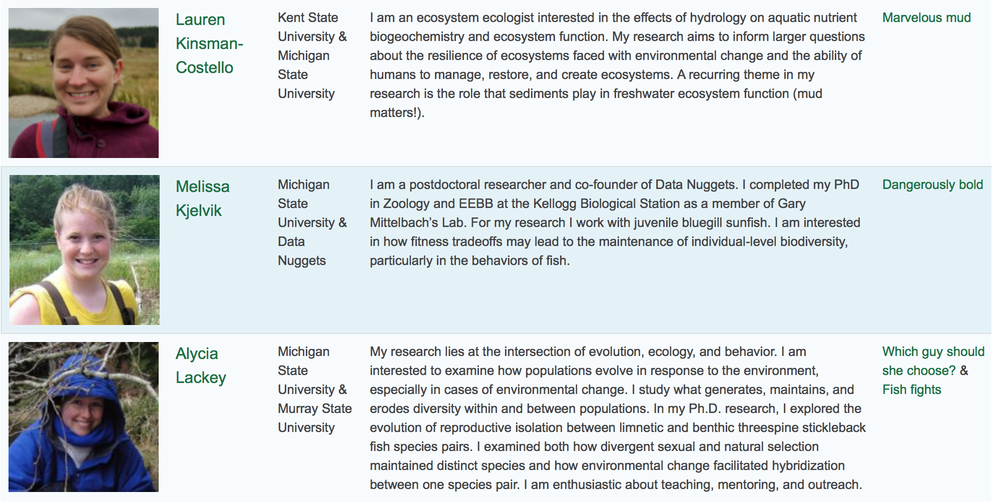 Lauren
Kinsman-
Costello
Kent State
University &
Michigan
State
University
I am an ecosystem ecologist interested in the effects of hydrology on aquatic nutrient
biogeochemistry and ecosystem function. My research aims to inform larger questions
about the resilience of ecosystems faced with environmental change and the ability of
humans to manage, restore, and create ecosystems. A recurring theme in my
research is the role that sediments play in freshwater ecosystem function (mud
matters!).
Marvelous mud
Melissa
Kjelvik
Michigan
State
University &
Data
Nuggets
I am a postdoctoral researcher and co-founder of Data Nuggets. I completed my PhD
in Zoology and EEBB at the Kellogg Biological Station as a member of Gary
Mittelbach’s Lab. For my research I work with juvenile bluegill sunfish. I am interested
in how fitness tradeoffs may lead to the maintenance of individual-level biodiversity,
particularly in the behaviors of fish.
Dangerously bold
Alycia
Lackey
Michigan
State
University &
Murray State
University
My research lies at the intersection of evolution, ecology, and behavior. I am
interested to examine how populations evolve in response to the environment,
especially in cases of environmental change. I study what generates, maintains, and
erodes diversity within and between populations. In my Ph.D. research, I explored the
evolution of reproductive isolation between limnetic and benthic threespine stickleback
fish species pairs. I examined both how divergent sexual and natural selection
maintained distinct species and how environmental change facilitated hybridization
between one species pair. I am enthusiastic about teaching, mentoring, and outreach.
Which guy should
she choose? &
Fish fights